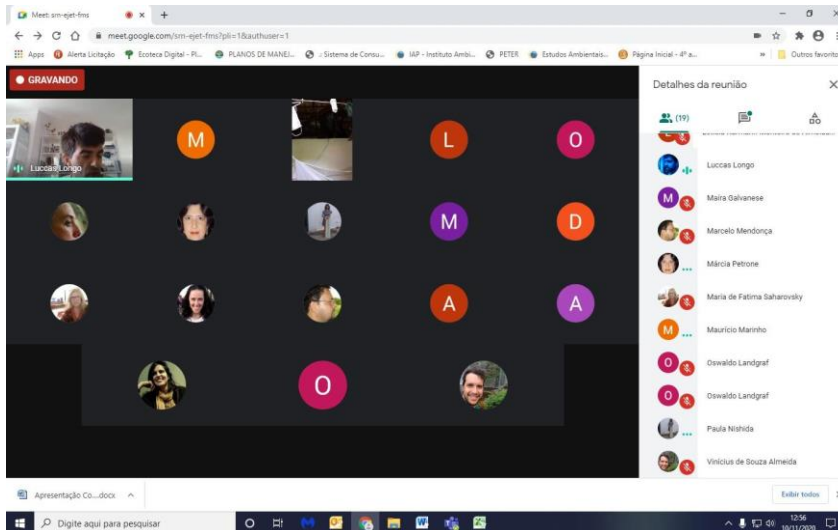 Meet: sm-ejet-fms
meet.google.com/sm-ejet-fms?pli=1&authuser=1
Apps Alerta Licitação Ecoteca Digital - Pl... PLANOS DE MANEJ... .: Sistema de Consu... IAP - Instituto Ambi... PETER Estudos Ambientais... Página Inicial - 4º a... » Outros favoritos
GRAVANDO
Detalhes da reunião
(19)
M
L
O
Luccas Longo
M
D
A
A
O
Luccas Longo
M Maira Galvanese
Marcelo Mendonça
Márcia Petrone
Maria de Fatima Saharovsky
M Mauricio Marinho
O Oswaldo Landgraf
O Oswaldo Landgraf
Paula Nishida
Vinícius de Souza Almeida
Apresentação Co....docx
Exibir todos
Digite aqui para pesquisar
12:56
10/11/2020